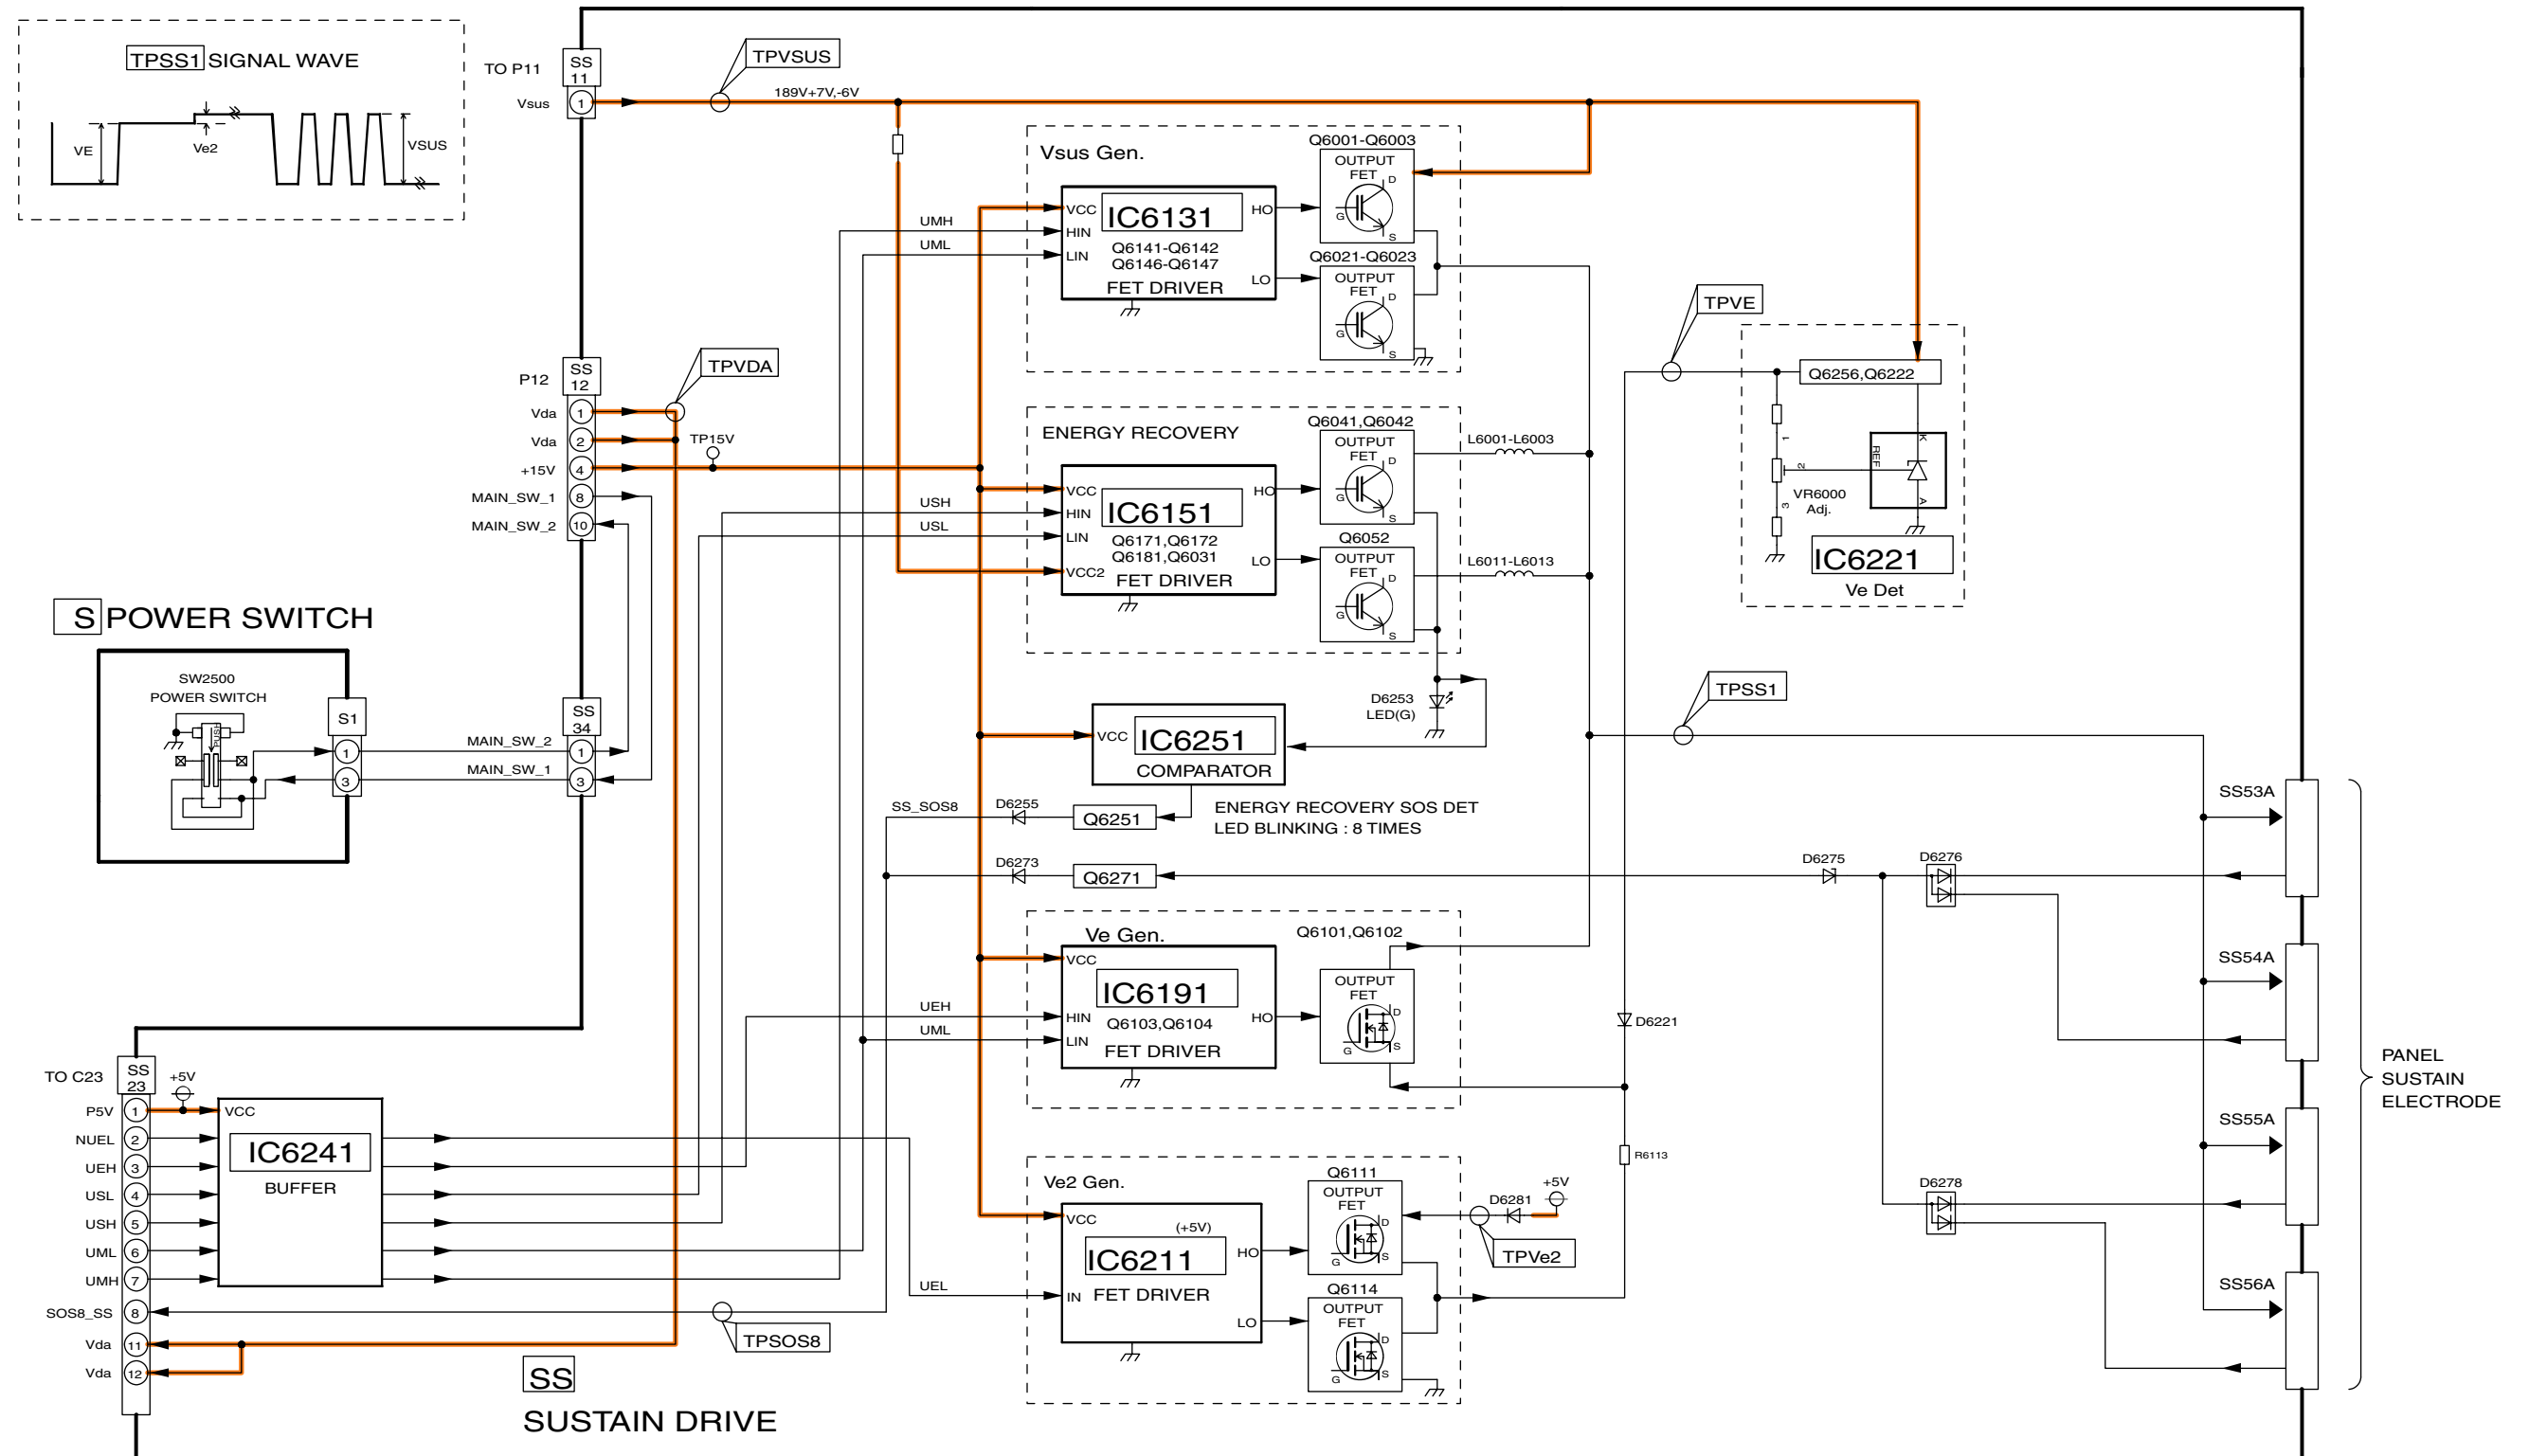 TPSS1 SIGNAL WAVE
VE
Ve2
VSUS
TO P11
SS
11
Vsus
1
TPVSUS
189V+7V,-6V
Vsus Gen.
VCC
HIN
LIN
IC6131
Q6141-Q6142
Q6146-Q6147
FET DRIVER
HO
LO
UMH
UML
Q6001-Q6003
OUTPUT
FET
D
G
S
Q6021-Q6023
OUTPUT
FET
D
G
S
P12
SS
12
Vda
1
Vda
2
+15V
4
MAIN_SW_1
8
MAIN_SW_2
10
TPVDA
TP15V
ENERGY RECOVERY
VCC
HIN
LIN
VCC2
IC6151
Q6171,Q6172
Q6181,Q6031
FET DRIVER
HO
LO
USH
USL
Q6041,Q6042
OUTPUT
FET
D
G
S
Q6052
OUTPUT
FET
D
G
S
L6001-L6003
L6011-L6013
TPVE
Q6256,Q6222
1
2
3
VR6000
Adj.
REF
K
A
IC6221
Ve Det
S POWER SWITCH
SW2500
POWER SWITCH
PUSH
S1
1
3
MAIN_SW_2
MAIN_SW_1
SS
34
1
3
D6253
LED(G)
VCC
IC6251
COMPARATOR
TPSS1
SS_SOS8
D6255
Q6251
ENERGY RECOVERY SOS DET
LED BLINKING : 8 TIMES
D6273
Q6271
D6275
D6276
SS53A
SS54A
SS55A
SS56A
D6278
PANEL
SUSTAIN
ELECTRODE
Ve Gen.
VCC
HIN
LIN
IC6191
Q6103,Q6104
FET DRIVER
HO
UEH
UML
Q6101,Q6102
OUTPUT
FET
D
G
S
D6221
R6113
TO C23
SS
23
+5V
P5V
1
NUEL
2
UEH
3
USL
4
USH
5
UML
6
UMH
7
SOS8_SS
8
Vda
11
Vda
12
VCC
IC6241
BUFFER
TPSOS8
Ve2 Gen.
VCC
(+5V)
IC6211
IN
FET DRIVER
HO
LO
UEL
Q6111
OUTPUT
FET
D
G
S
Q6114
OUTPUT
FET
D
G
S
D6281
+5V
TPVe2
SS
SUSTAIN DRIVE